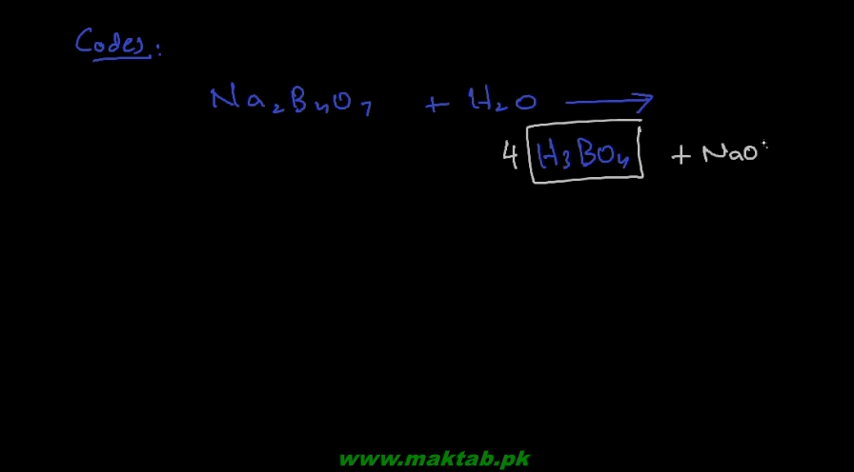 Codes:
Na₂B₄O₇ + H₂O ⟶
4 H₃BO₄ + NaO
www.maktab.pk